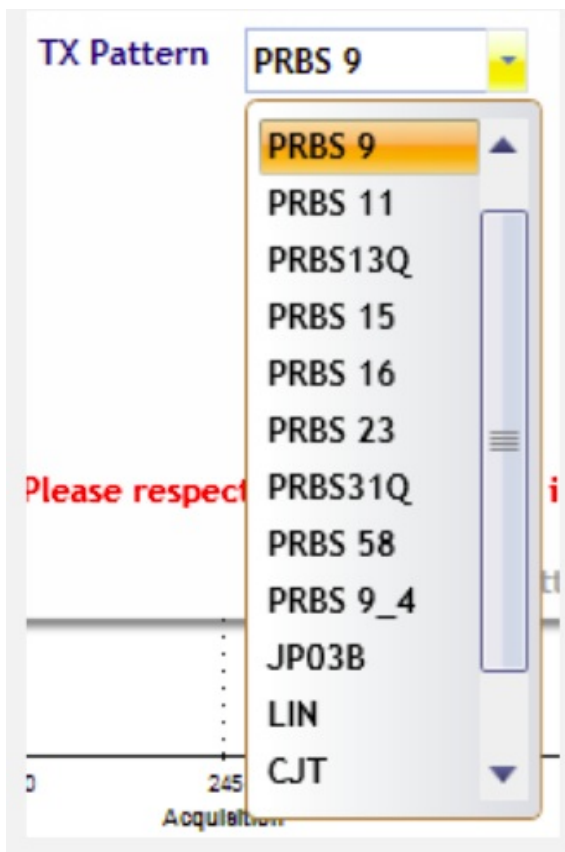 TX Pattern PRBS 9
PRBS 9
PRBS 11
PRBS13Q
PRBS 15
PRBS 16
PRBS 23
Please respect PRBS31Q
PRBS 58
PRBS 9_4
JP03B
LIN
CJT
245
Acquisition